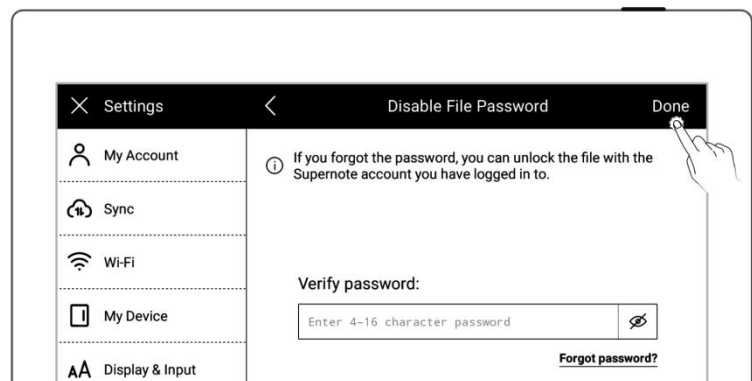 Settings
Disable File Password
Done
My Account
Sync
Wi-Fi
My Device
Display & Input
If you forgot the password, you can unlock the file with the
Supernote account you have logged in to.
Verify password:
Enter 4-16 character password
Forgot password?